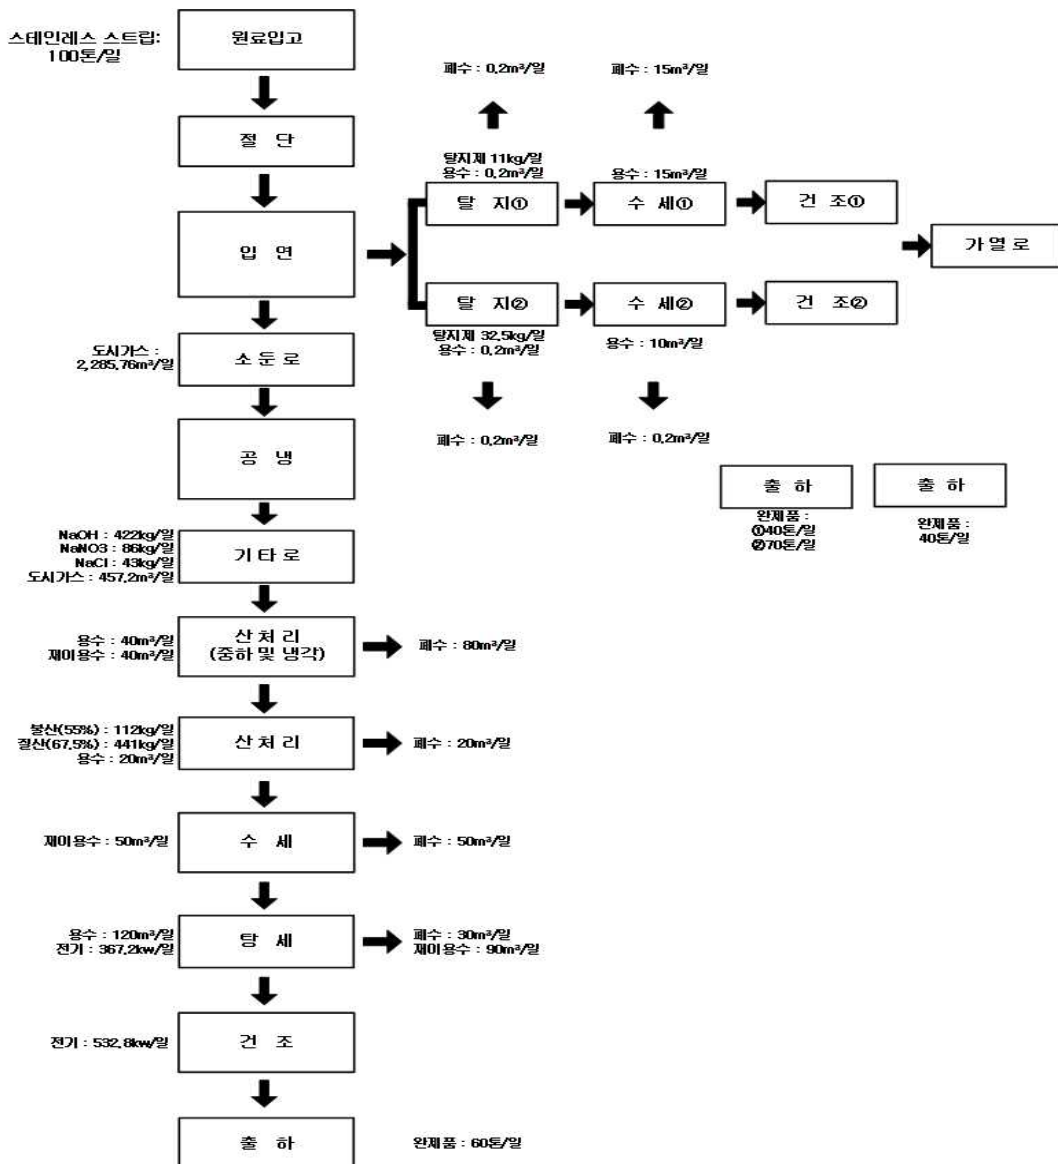 스테인레스 스트립:
100톤/일
원료입고
절 단
압 연
폐수 : 0.2m³/일
폐수 : 15m³/일
탈지제 11kg/일
용수 : 0.2m³/일
용수 : 15m³/일
탈 지①
수 세①
건 조①
가 열 로
탈 지②
수 세②
건 조②
탈지제 32.5kg/일
용수 : 0.2m³/일
용수 : 10m³/일
폐수 : 0.2m³/일
폐수 : 0.2m³/일
도시가스 :
2,285.76m³/일
소 둔 로
공 냉
출 하
출 하
완제품 :
①40톤/일
②70톤/일
완제품 :
40톤/일
NaOH : 422kg/일
NaNO3 : 86kg/일
NaCl : 43kg/일
도시가스 : 457.2m³/일
기 타 로
용수 : 40m³/일
재이용수 : 40m³/일
산 처 리
(중하 및 냉각)
폐수 : 80m³/일
불산(55%) : 112kg/일
질산(67.5%) : 441kg/일
용수 : 20m³/일
산 처 리
폐수 : 20m³/일
재이용수 : 50m³/일
수 세
폐수 : 50m³/일
용수 : 120m³/일
전기 : 367.2kw/일
탕 세
폐수 : 30m³/일
재이용수 : 90m³/일
전기 : 532.8kw/일
건 조
출 하
완제품 : 60톤/일